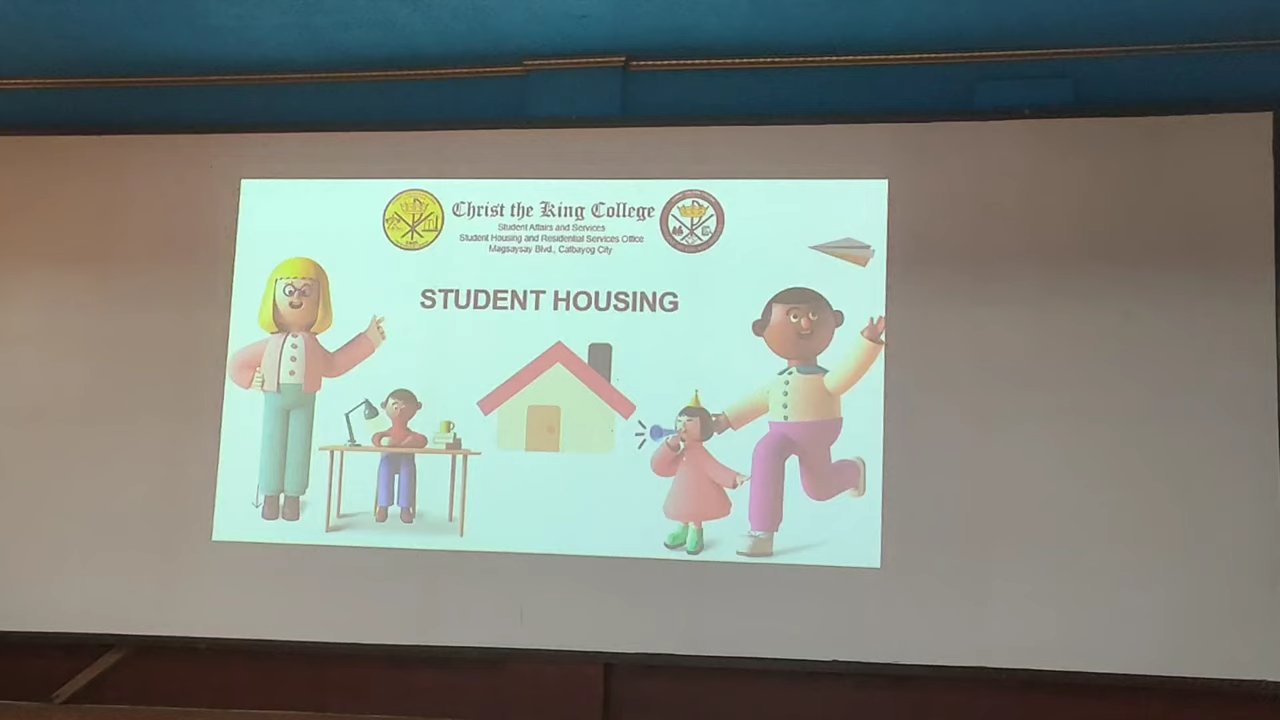 Christ the King College
Student Affairs and Services
Student Housing and Residential Services Office
Magsaysay Blvd., Calbayog City
STUDENT HOUSING